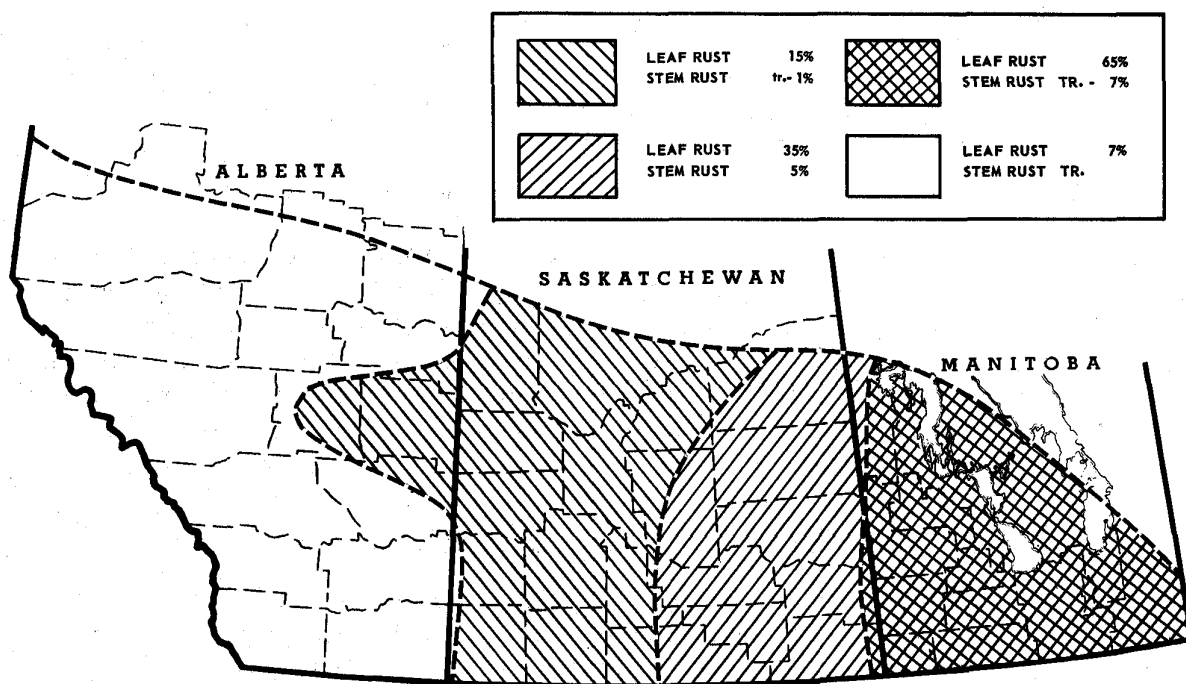 LEAF RUST 15%
STEM RUST tr.- 1%
LEAF RUST 65%
STEM RUST TR. - 7%
LEAF RUST 35%
STEM RUST 5%
LEAF RUST 7%
STEM RUST TR.
ALBERTA
SASKATCHEWAN
MANITOBA